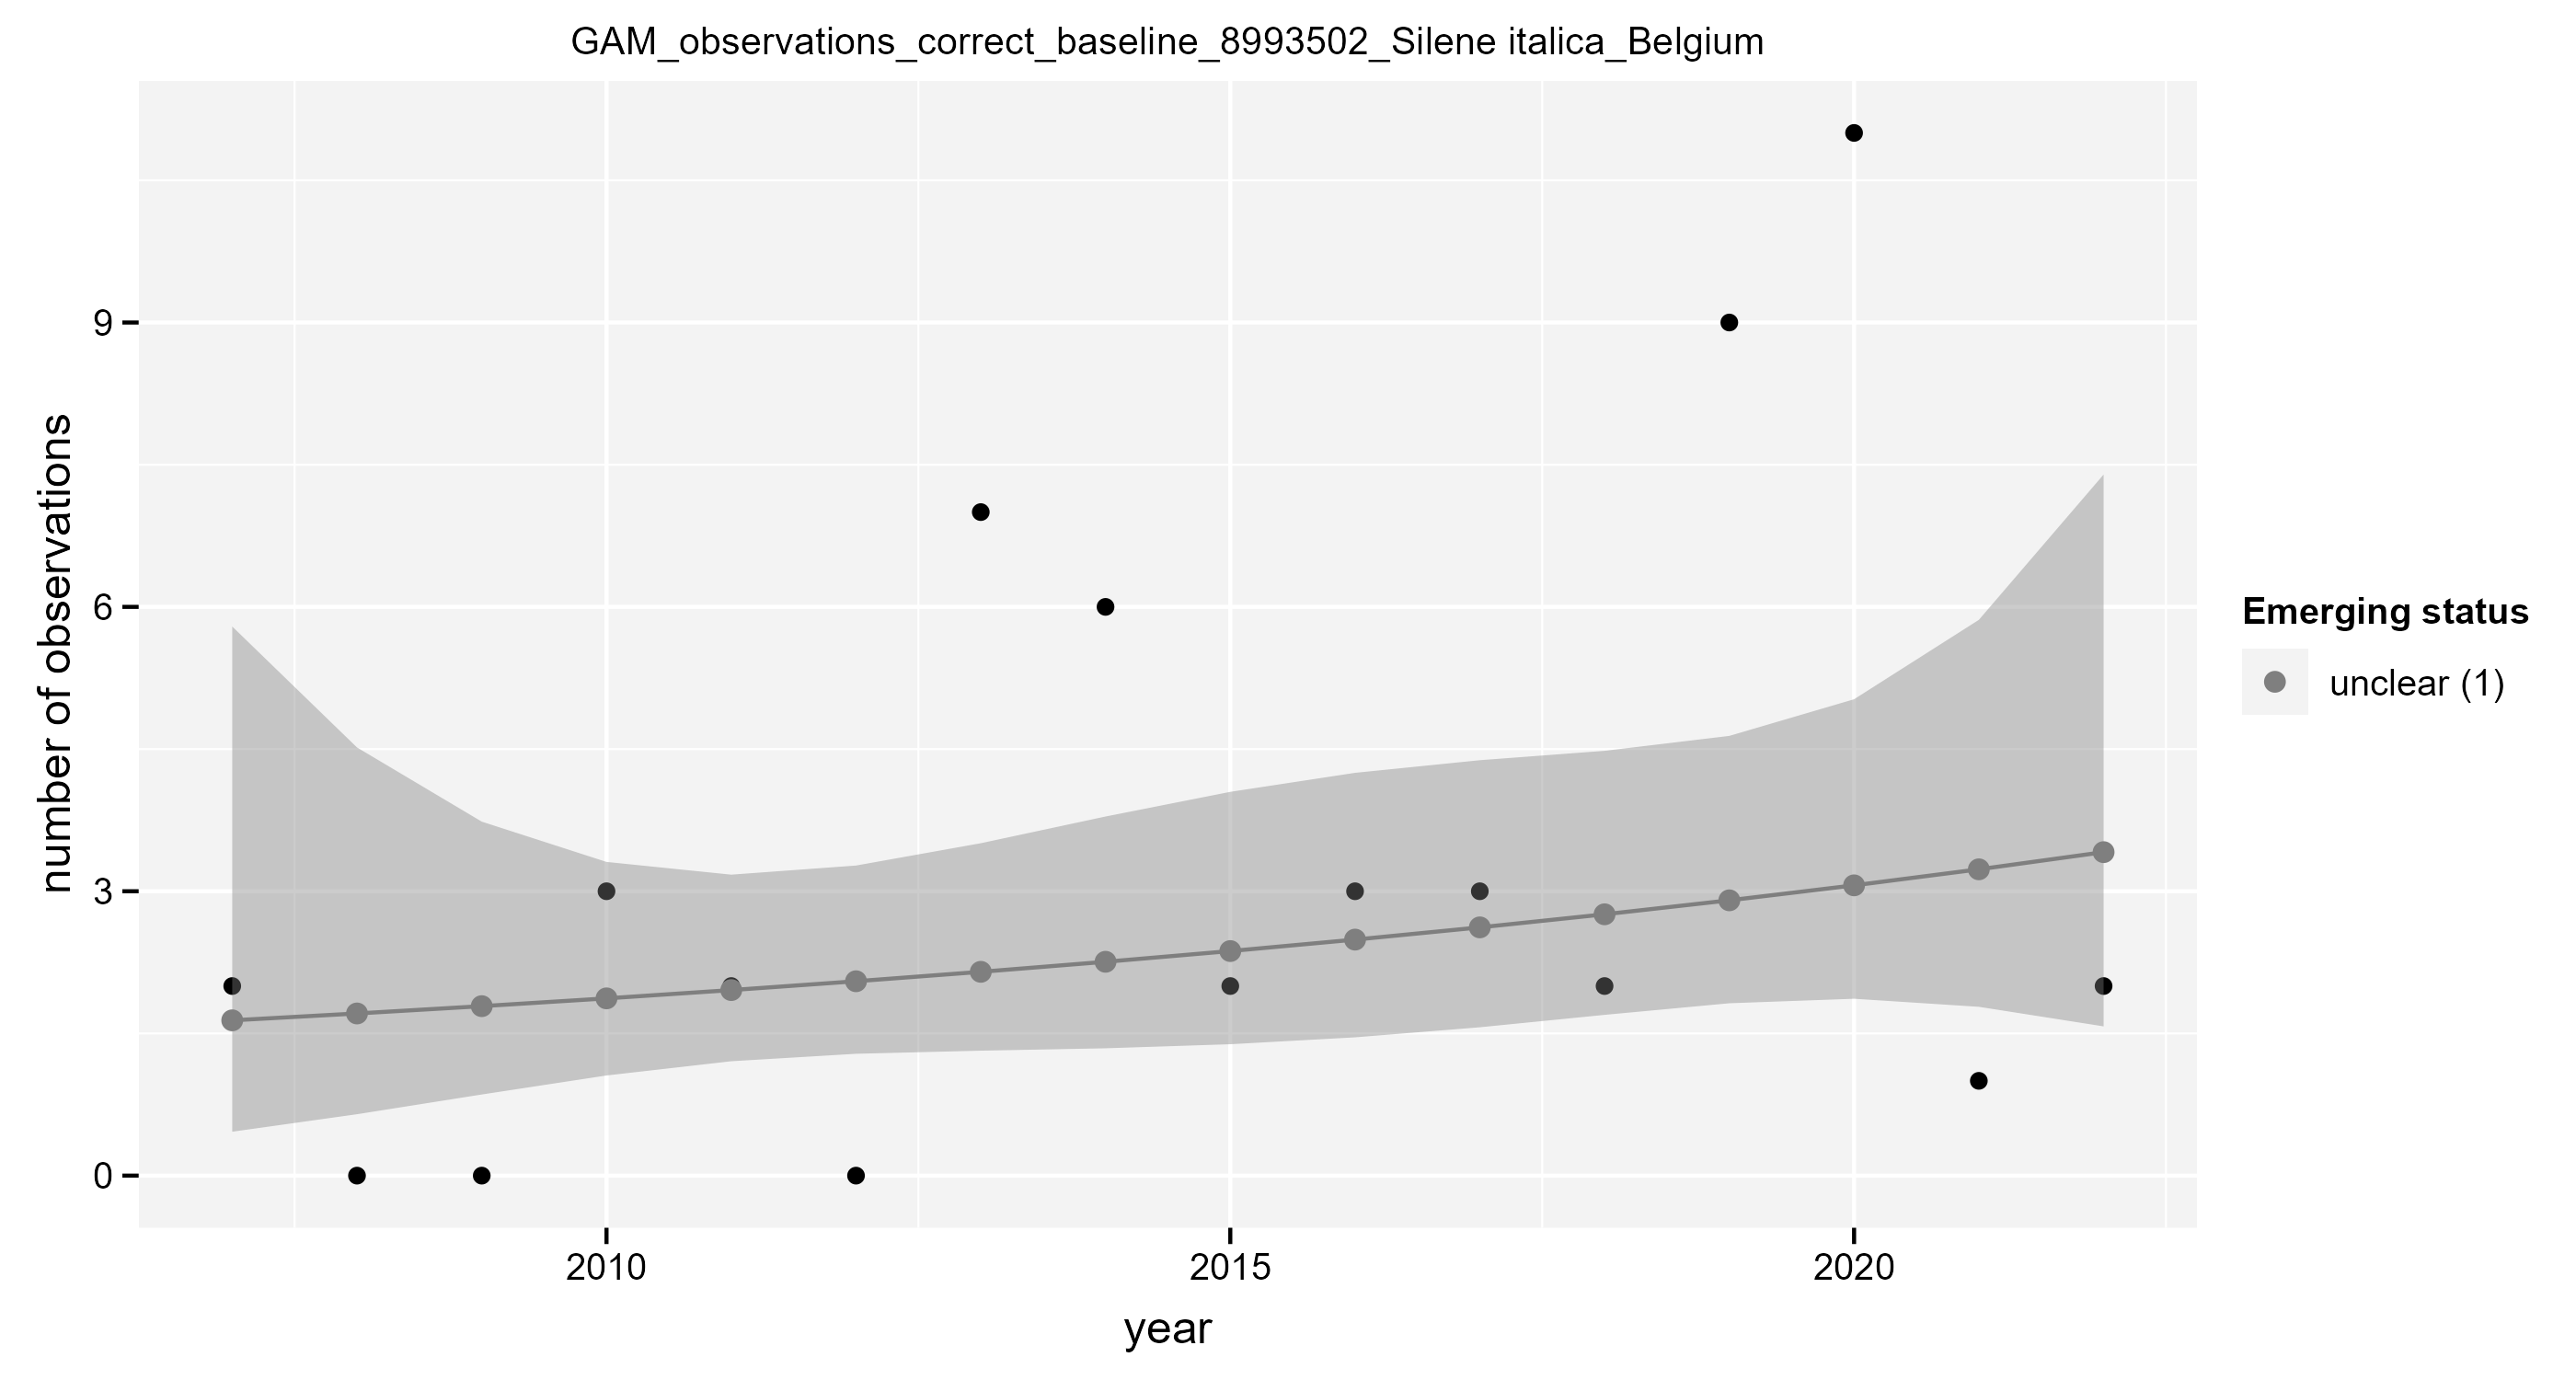 GAM_observations_correct_baseline_8993502_Silene italica_Belgium
number of observations
9
6
3
0
2010
2015
2020
year
Emerging status
unclear (1)